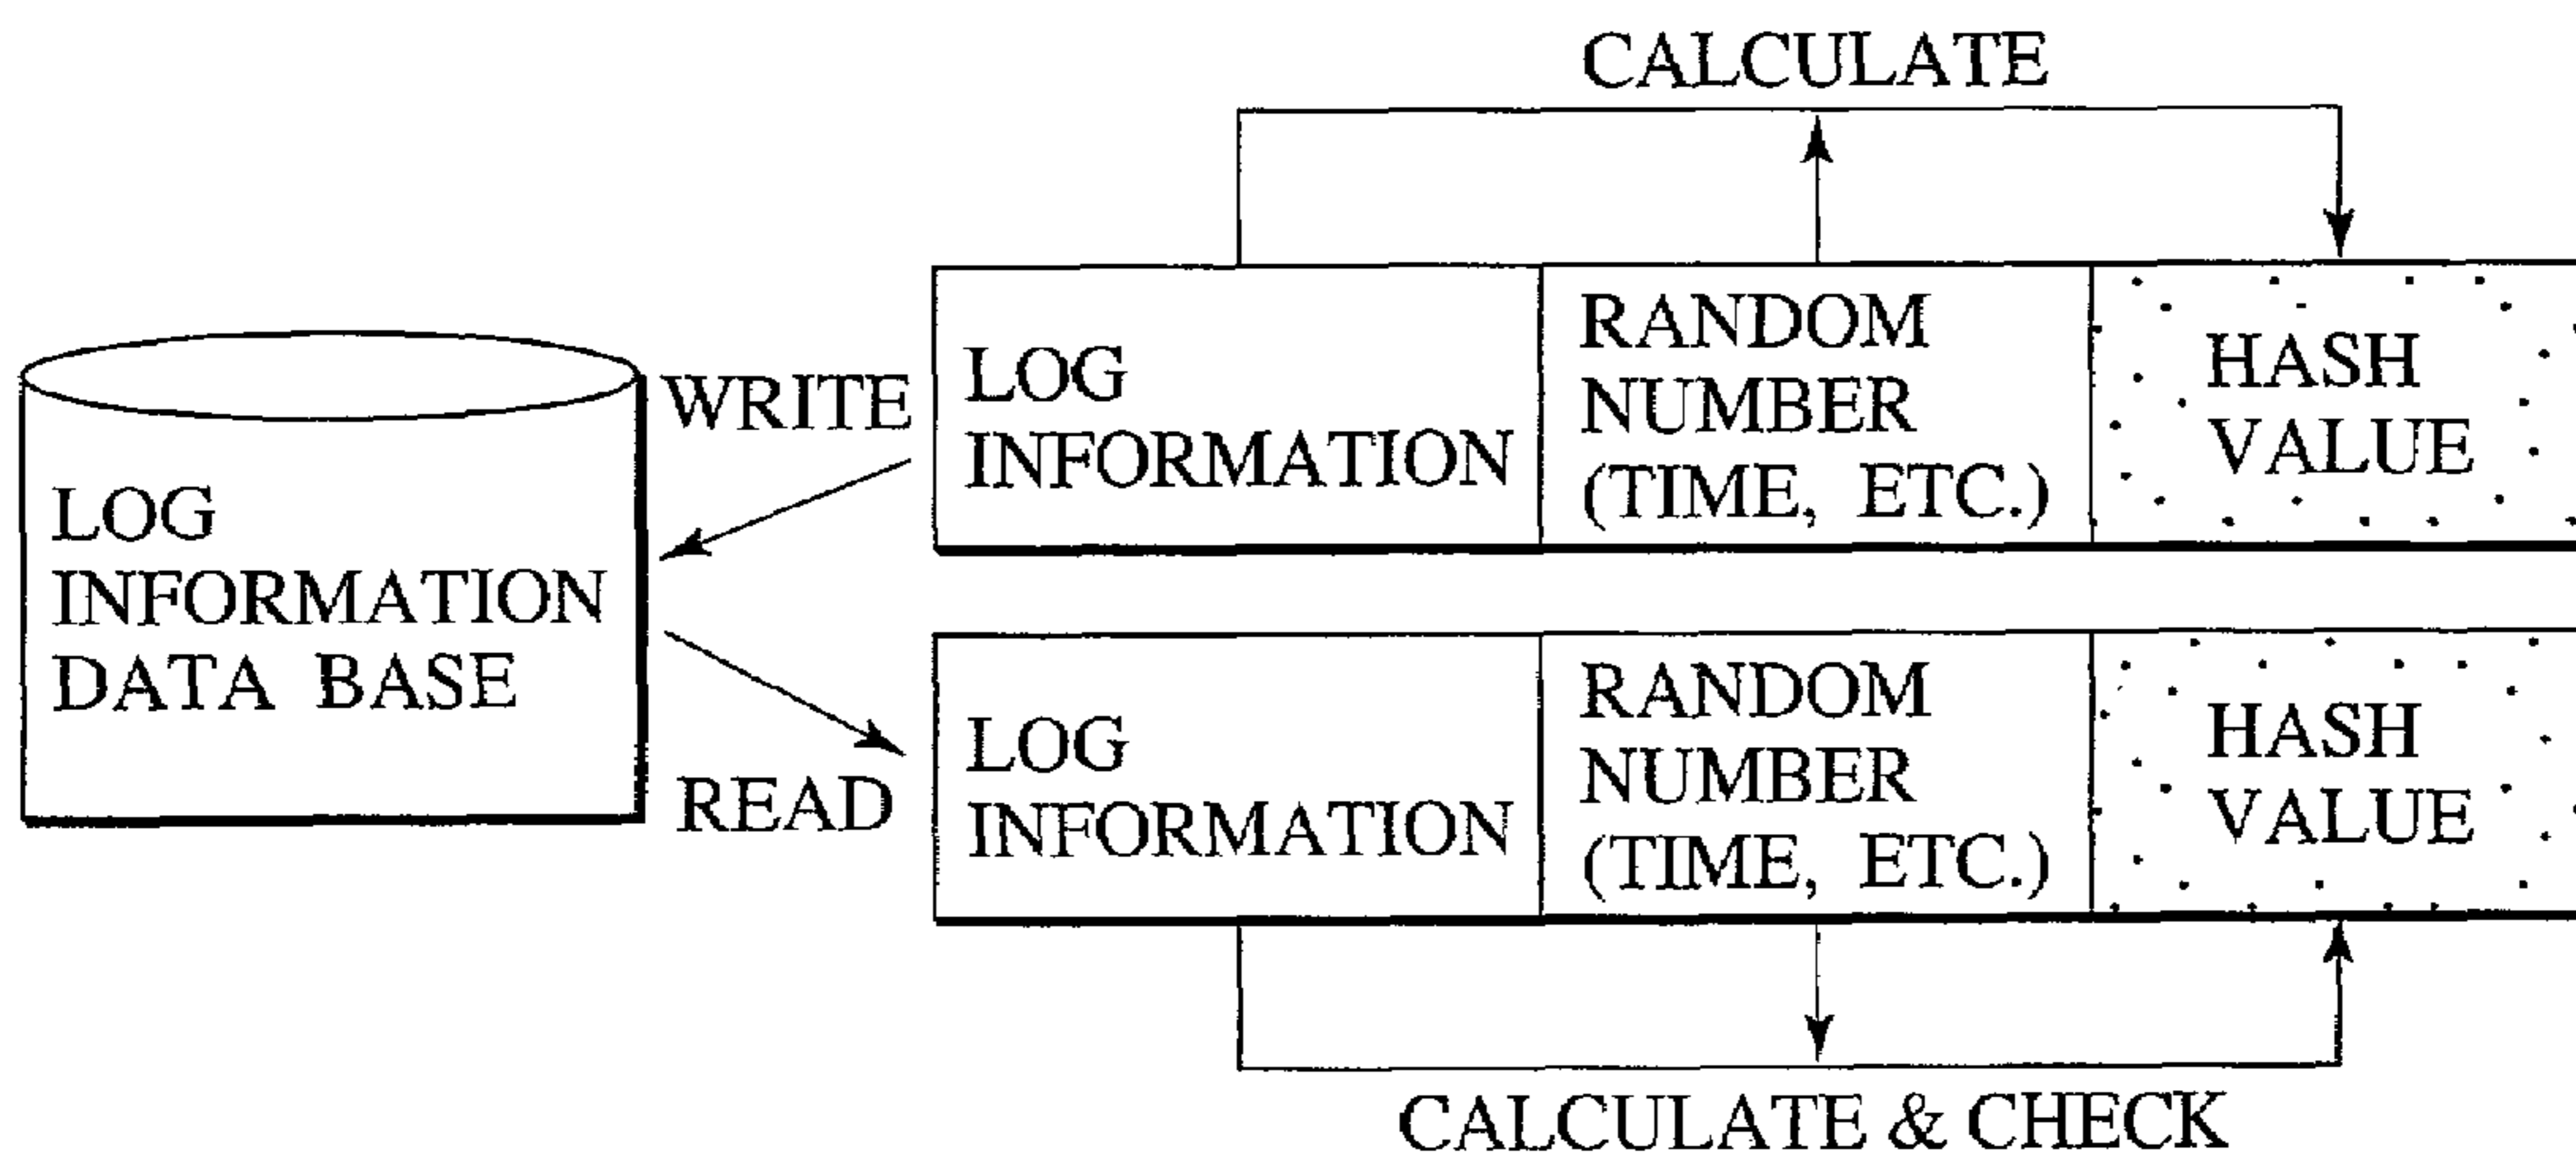 CALCULATE
LOG
INFORMATION
DATA BASE
WRITE
LOG
INFORMATION
RANDOM
NUMBER
(TIME, ETC.)
HASH
VALUE
READ
LOG
INFORMATION
RANDOM
NUMBER
(TIME, ETC.)
HASH
VALUE
CALCULATE & CHECK